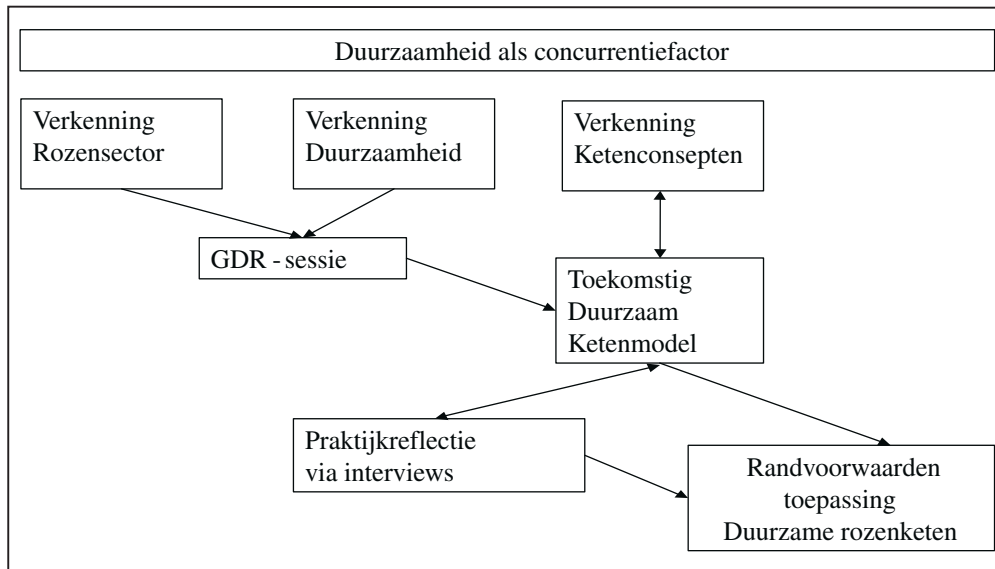 Duurzaamheid als concurrentiefactor
Verkenning
Rozensector
Verkenning
Duurzaamheid
Verkenning
Ketenconsepten
GDR - sessie
Toekomstig
Duurzaam
Ketenmodel
Praktijkreflectie
via interviews
Randvoorwaarden
toepassing
Duurzame rozenketen